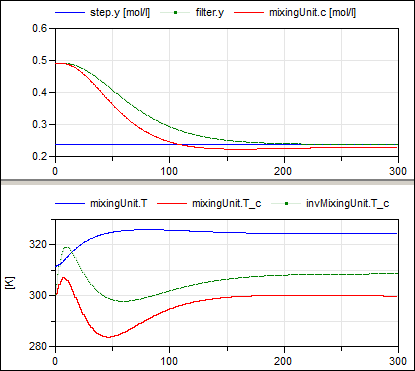 step.y [mol/l] filter.y mixingUnit.c [mol/l]
0.6
0.5
0.4
0.3
0.2
0 100 200 300
mixingUnit.T mixingUnit.T_c invMixingUnit.T_c
320
[K]
300
280
0 100 200 300